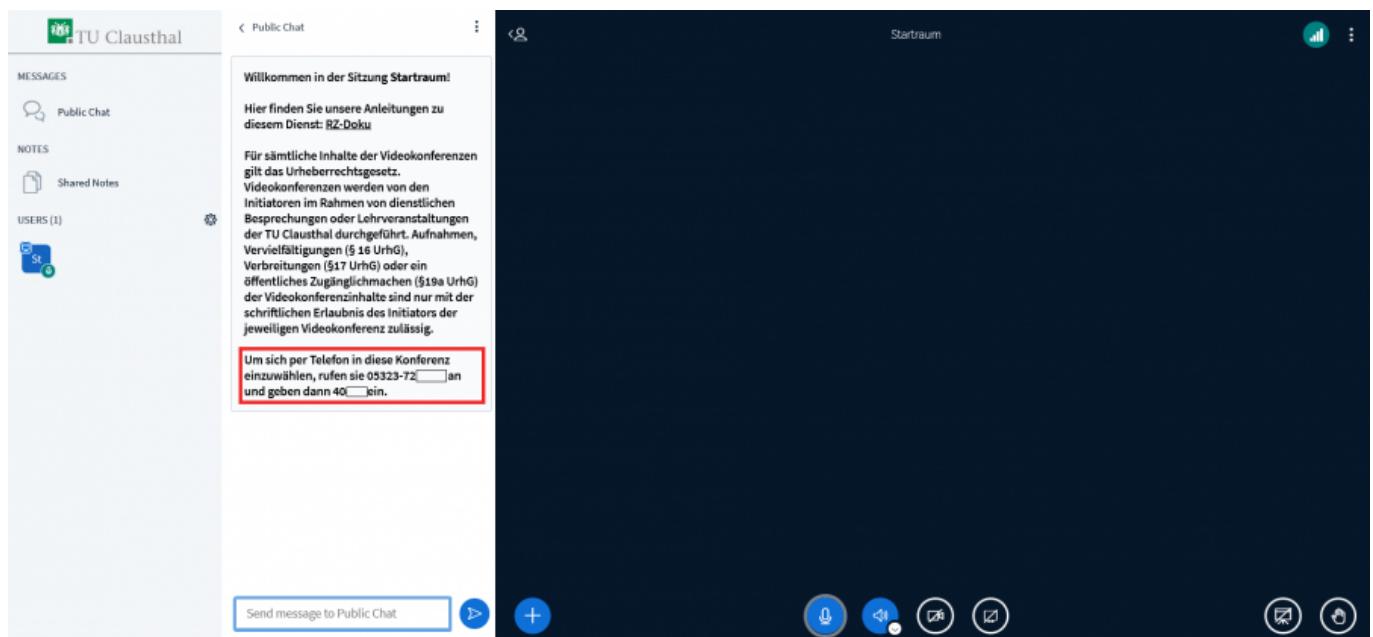 TU Clausthal
MESSAGES
Public Chat
NOTES
Shared Notes
USERS (1)
St
Public Chat
Willkommen in der Sitzung Startraum!
Hier finden Sie unsere Anleitungen zu
diesem Dienst: RZ-Doku
Für sämtliche Inhalte der Videokonferenzen
gilt das Urheberrechtsgesetz.
Videokonferenzen werden von den
Initiatoren im Rahmen von dienstlichen
Besprechungen oder Lehrveranstaltungen
der TU Clausthal durchgeführt. Aufnahmen,
Vervielfältigungen (§ 16 UrhG),
Verbreitungen (§17 UrhG) oder ein
öffentliches Zugänglichmachen (§19a UrhG)
der Videokonferenzinhalte sind nur mit der
schriftlichen Erlaubnis des Initiators der
jeweiligen Videokonferenz zulässig.
Um sich per Telefon in diese Konferenz
einzuwählen, rufen sie 05323-72 an
und geben dann 40 ein.
Send message to Public Chat
Startraum